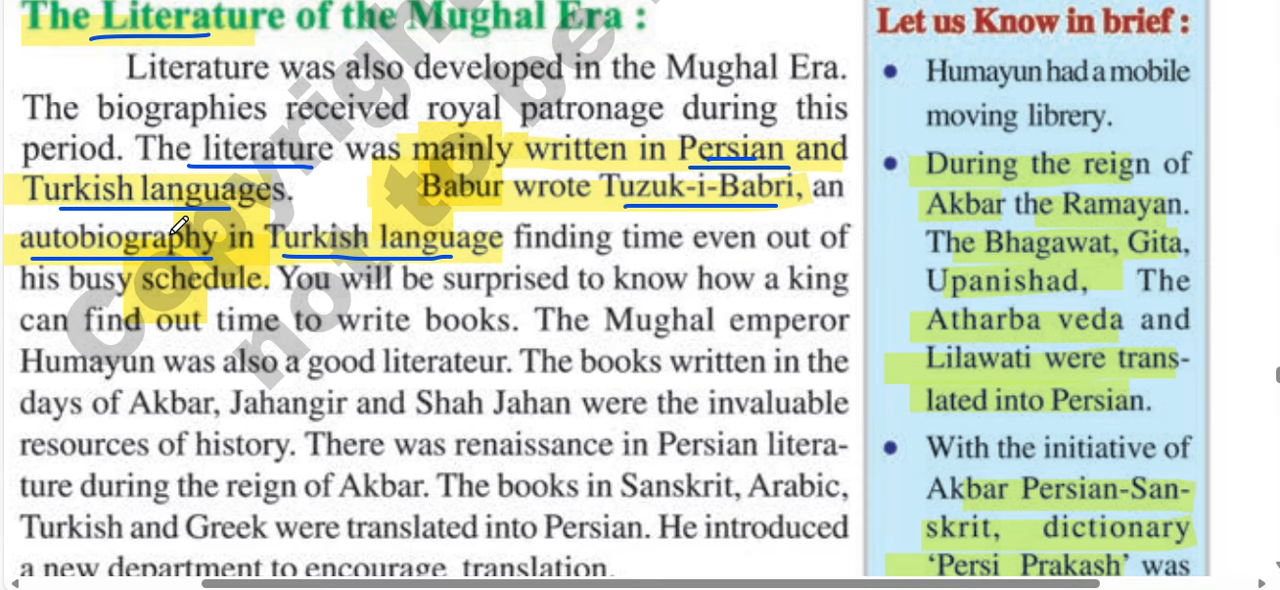 The Literature of the Mughal Era :
Literature was also developed in the Mughal Era.
The biographies received royal patronage during this
period. The literature was mainly written in Persian and
Turkish languages. Babur wrote Tuzuk-i-Babri, an
autobiography in Turkish language finding time even out of
his busy schedule. You will be surprised to know how a king
can find out time to write books. The Mughal emperor
Humayun was also a good literateur. The books written in the
days of Akbar, Jahangir and Shah Jahan were the invaluable
resources of history. There was renaissance in Persian litera-
ture during the reign of Akbar. The books in Sanskrit, Arabic,
Turkish and Greek were translated into Persian. He introduced
a new department to encourage translation.
Let us Know in brief :
• Humayun had a mobile
moving librery.
• During the reign of
Akbar the Ramayan.
The Bhagawat, Gita,
Upanishad, The
Atharba veda and
Lilawati were trans-
lated into Persian.
• With the initiative of
Akbar Persian-San-
skrit, dictionary
‘Persi Prakash’ was
Copyright
not to be